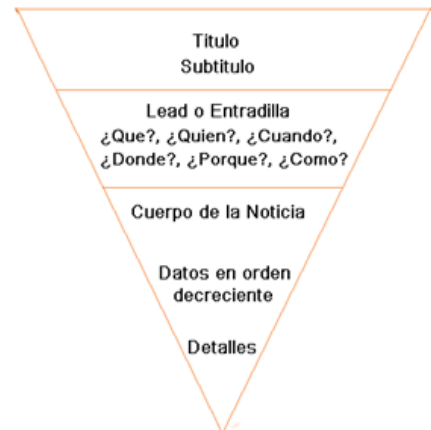 Titulo
Subtitulo
Lead o Entradilla
¿Que?, ¿Quien?, ¿Cuando?,
¿Donde?, ¿Porque?, ¿Como?
Cuerpo de la Noticia
Datos en orden
decreciente
Detalles